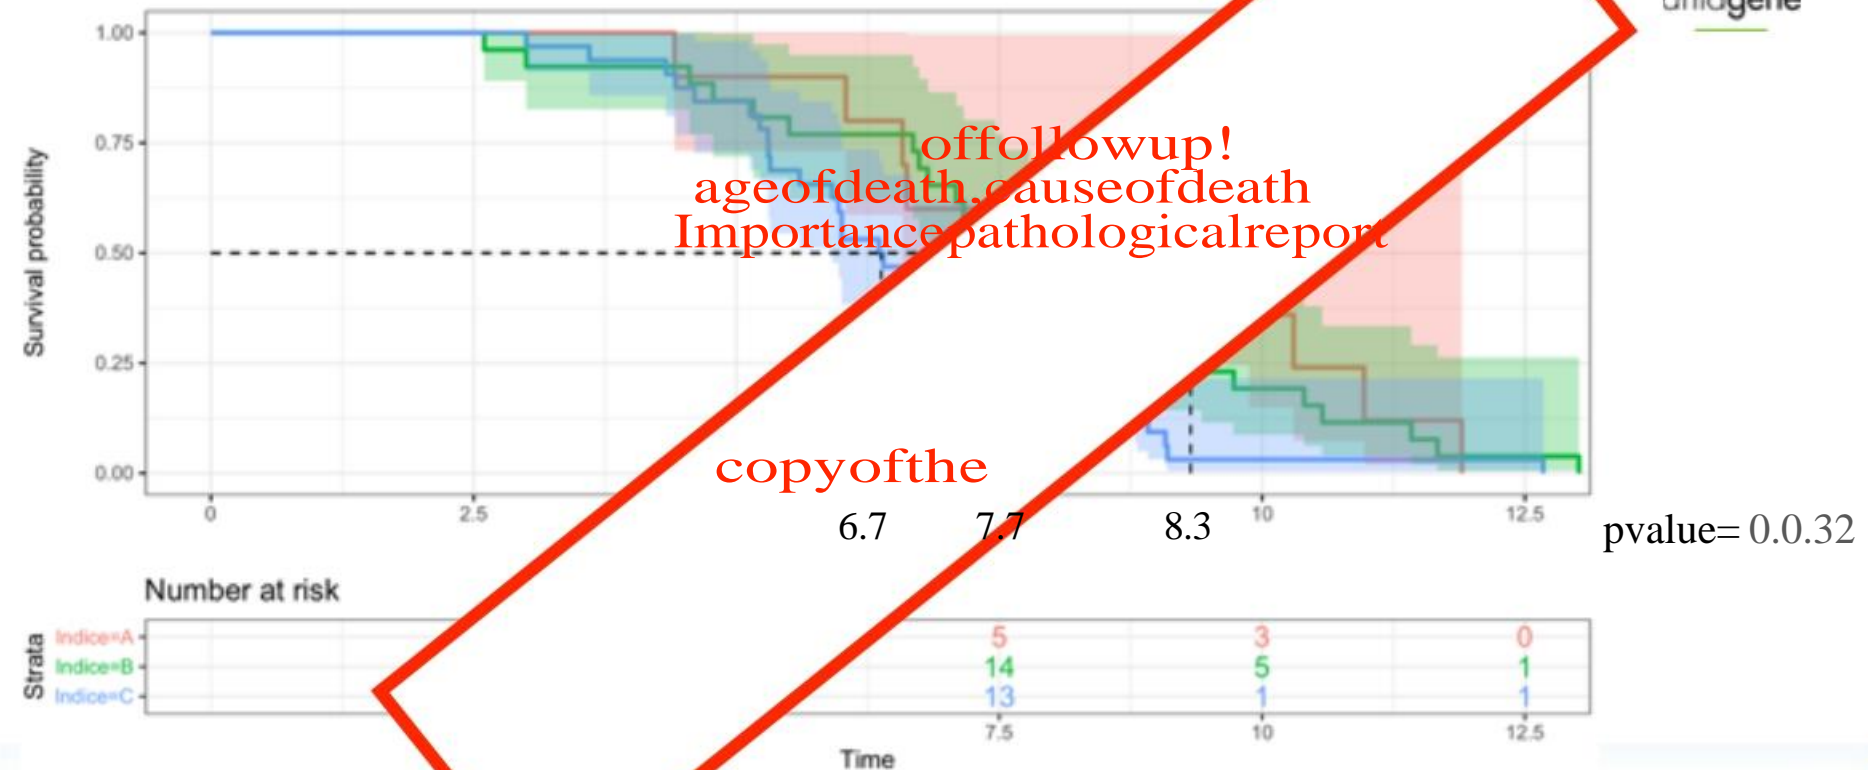 gene
1.00
offollowup!
0.75
ageofdeath,causeofdeath
Importancepathologicalreport
0.50
Survival probability
0.25
copyofthe
0.00
0 2.5 10 12.5
6.7 7.7 8.3
pvalue= 0.0.32
Number at risk
Strata
Indice=A 5 3 0
Indice=B 14 5 1
Indice=C 13 1 1
7.5 10 12.5
Time